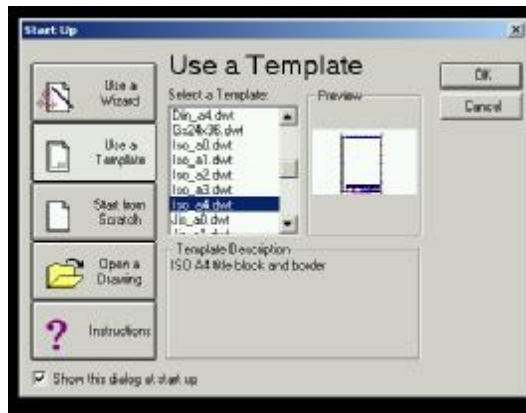 Start Up
Use a
Wizard
Use a
Template
Start from
Scratch
Open a
Drawing
Instructions
Use a Template
Select a Template:
Din_a4.dwt
Gs24x36.dwt
Iso_a0.dwt
Iso_a1.dwt
Iso_a2.dwt
Iso_a3.dwt
Iso_a4.dwt
Jis_a0.dwt
Preview
Template Description
ISO A4 title block and border
OK
Cancel
Show this dialog at start up